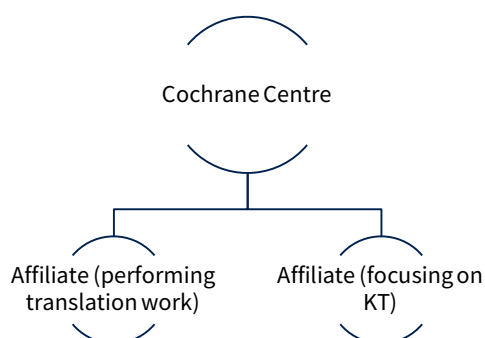 Cochrane Centre
Affiliate (performing
translation work)
Affiliate (focusing on
KT)